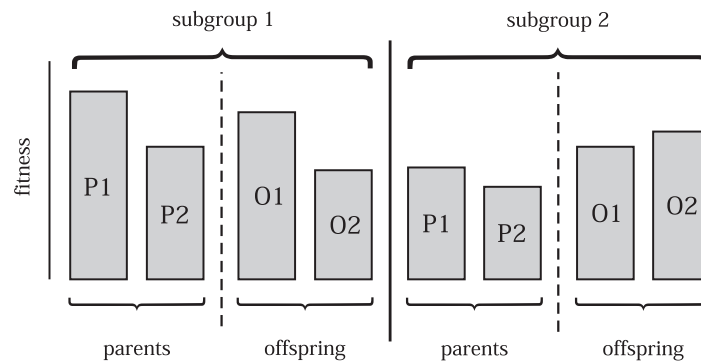 subgroup 1
subgroup 2
fitness
P1
P2
O1
O2
P1
P2
O1
O2
parents
offspring
parents
offspring